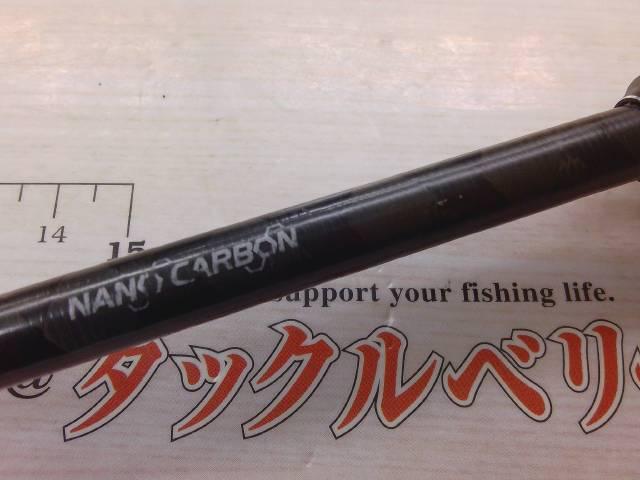 14
15
NANO CARBON
support your fishing life.
@
タックルベリ